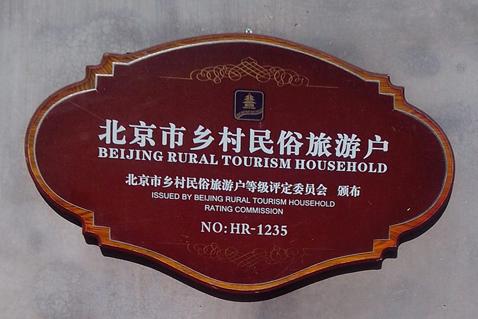 北京市乡村民俗旅游户
BEIJING RURAL TOURISM HOUSEHOLD
北京市乡村民俗旅游户等级评定委员会 颁布
ISSUED BY BEIJING RURAL TOURISM HOUSEHOLD
RATING COMMISSION
NO:HR-1235